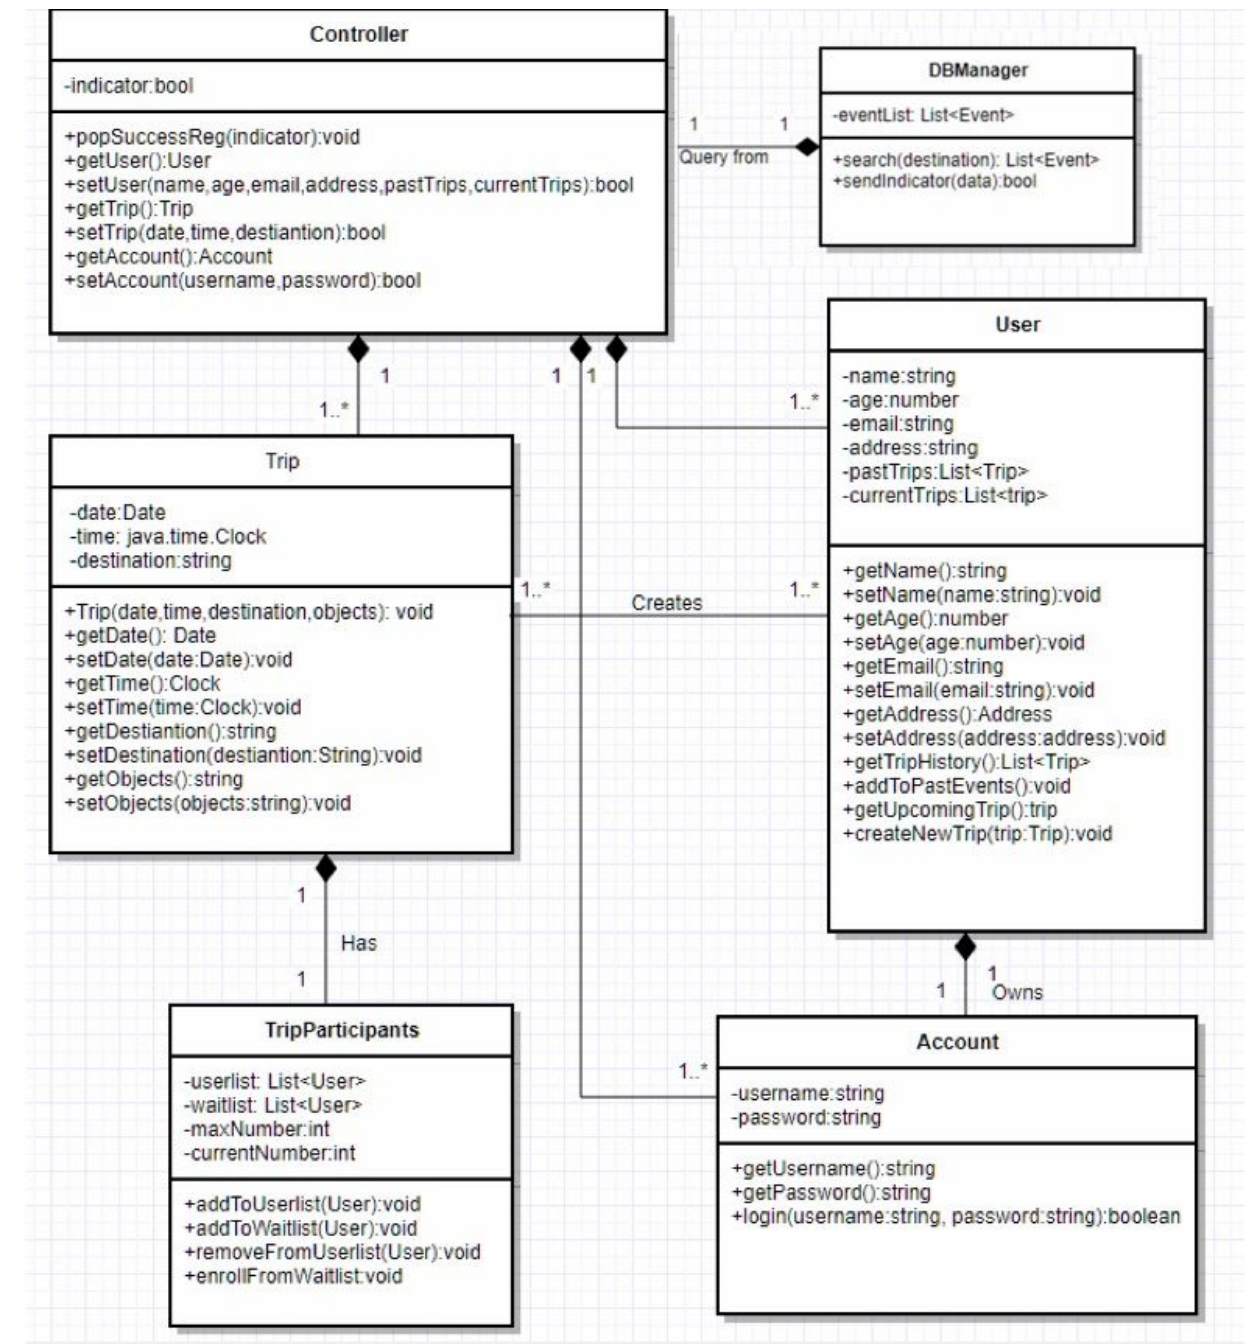 Controller
-indicator:bool
+popSuccessReg(indicator):void
+getUser():User
+setUser(name,age,email,address,pastTrips,currentTrips):bool
+getTrip():Trip
+setTrip(date,time,destiantion):bool
+getAccount():Account
+setAccount(username,password):bool
1
1
Query from
DBManager
-eventList: List<Event>
+search(destination): List<Event>
+sendIndicator(data):bool
1
1..*
1
1
1..*
User
-name:string
-age:number
-email:string
-address:string
-pastTrips:List<Trip>
-currentTrips:List<trip>
+getName():string
+setName(name:string):void
+getAge():number
+setAge(age:number):void
+getEmail():string
+setEmail(email:string):void
+getAddress():Address
+setAddress(address:address):void
+getTripHistory():List<Trip>
+addToPastEvents():void
+getUpcomingTrip():trip
+createNewTrip(trip:Trip):void
Trip
-date:Date
-time: java.time.Clock
-destination:string
+Trip(date,time,destination,objects): void
+getDate(): Date
+setDate(date:Date):void
+getTime():Clock
+setTime(time:Clock):void
+getDestiantion():string
+setDestination(destiantion:String):void
+getObjects():string
+setObjects(objects:string):void
1..*
Creates
1..*
1
Has
1
TripParticipants
-userlist: List<User>
-waitlist: List<User>
-maxNumber:int
-currentNumber:int
+addToUserlist(User):void
+addToWaitlist(User):void
+removeFromUserlist(User):void
+enrollFromWaitlist:void
1
1
Owns
1..*
Account
-username:string
-password:string
+getUsername():string
+getPassword():string
+login(username:string, password:string):boolean